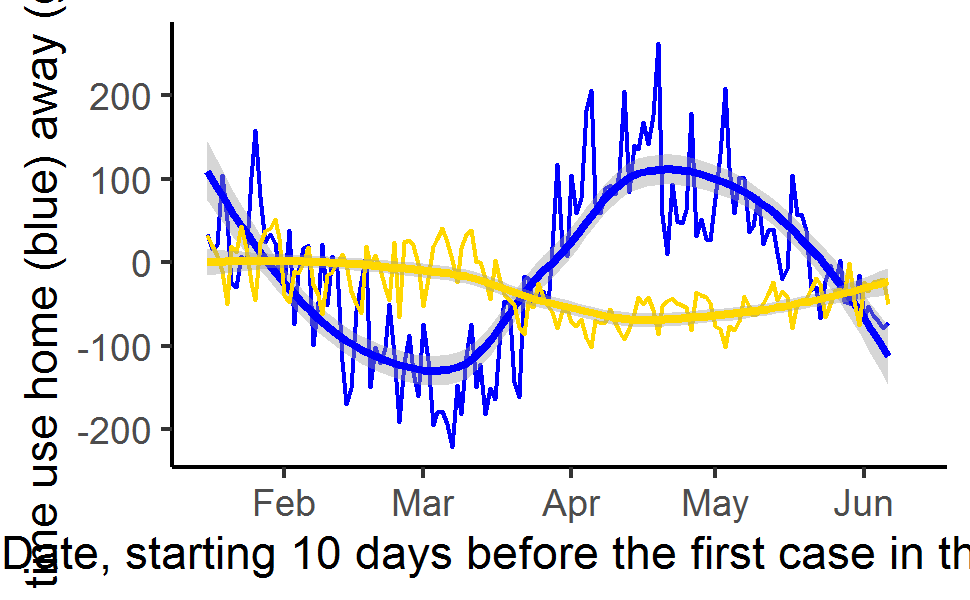 time use home (blue) away (
200
100
0
-100
-200
Feb Mar Apr May Jun
Date, starting 10 days before the first case in th